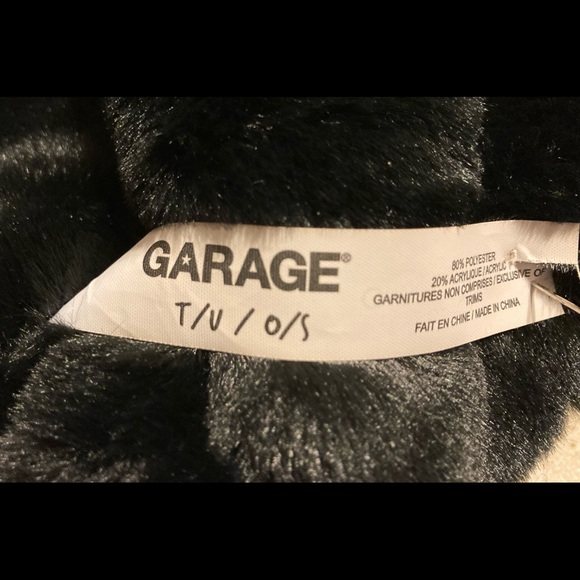 GARAGE®
T/U/O/S
80% POLYESTER
20% ACRYLIQUE/ACRYLIC
GARNITURES NON COMPRISES/EXCLUSIVE OF
TRIMS
FAIT EN CHINE/MADE IN CHINA